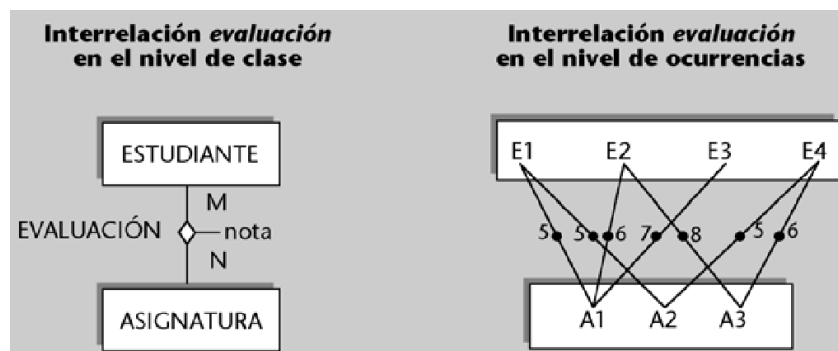 Interrelación evaluación
en el nivel de clase
ESTUDIANTE
M
EVALUACIÓN
nota
N
ASIGNATURA
Interrelación evaluación
en el nivel de ocurrencias
E1 E2 E3 E4
5 5 6 7 8 5 6
A1 A2 A3